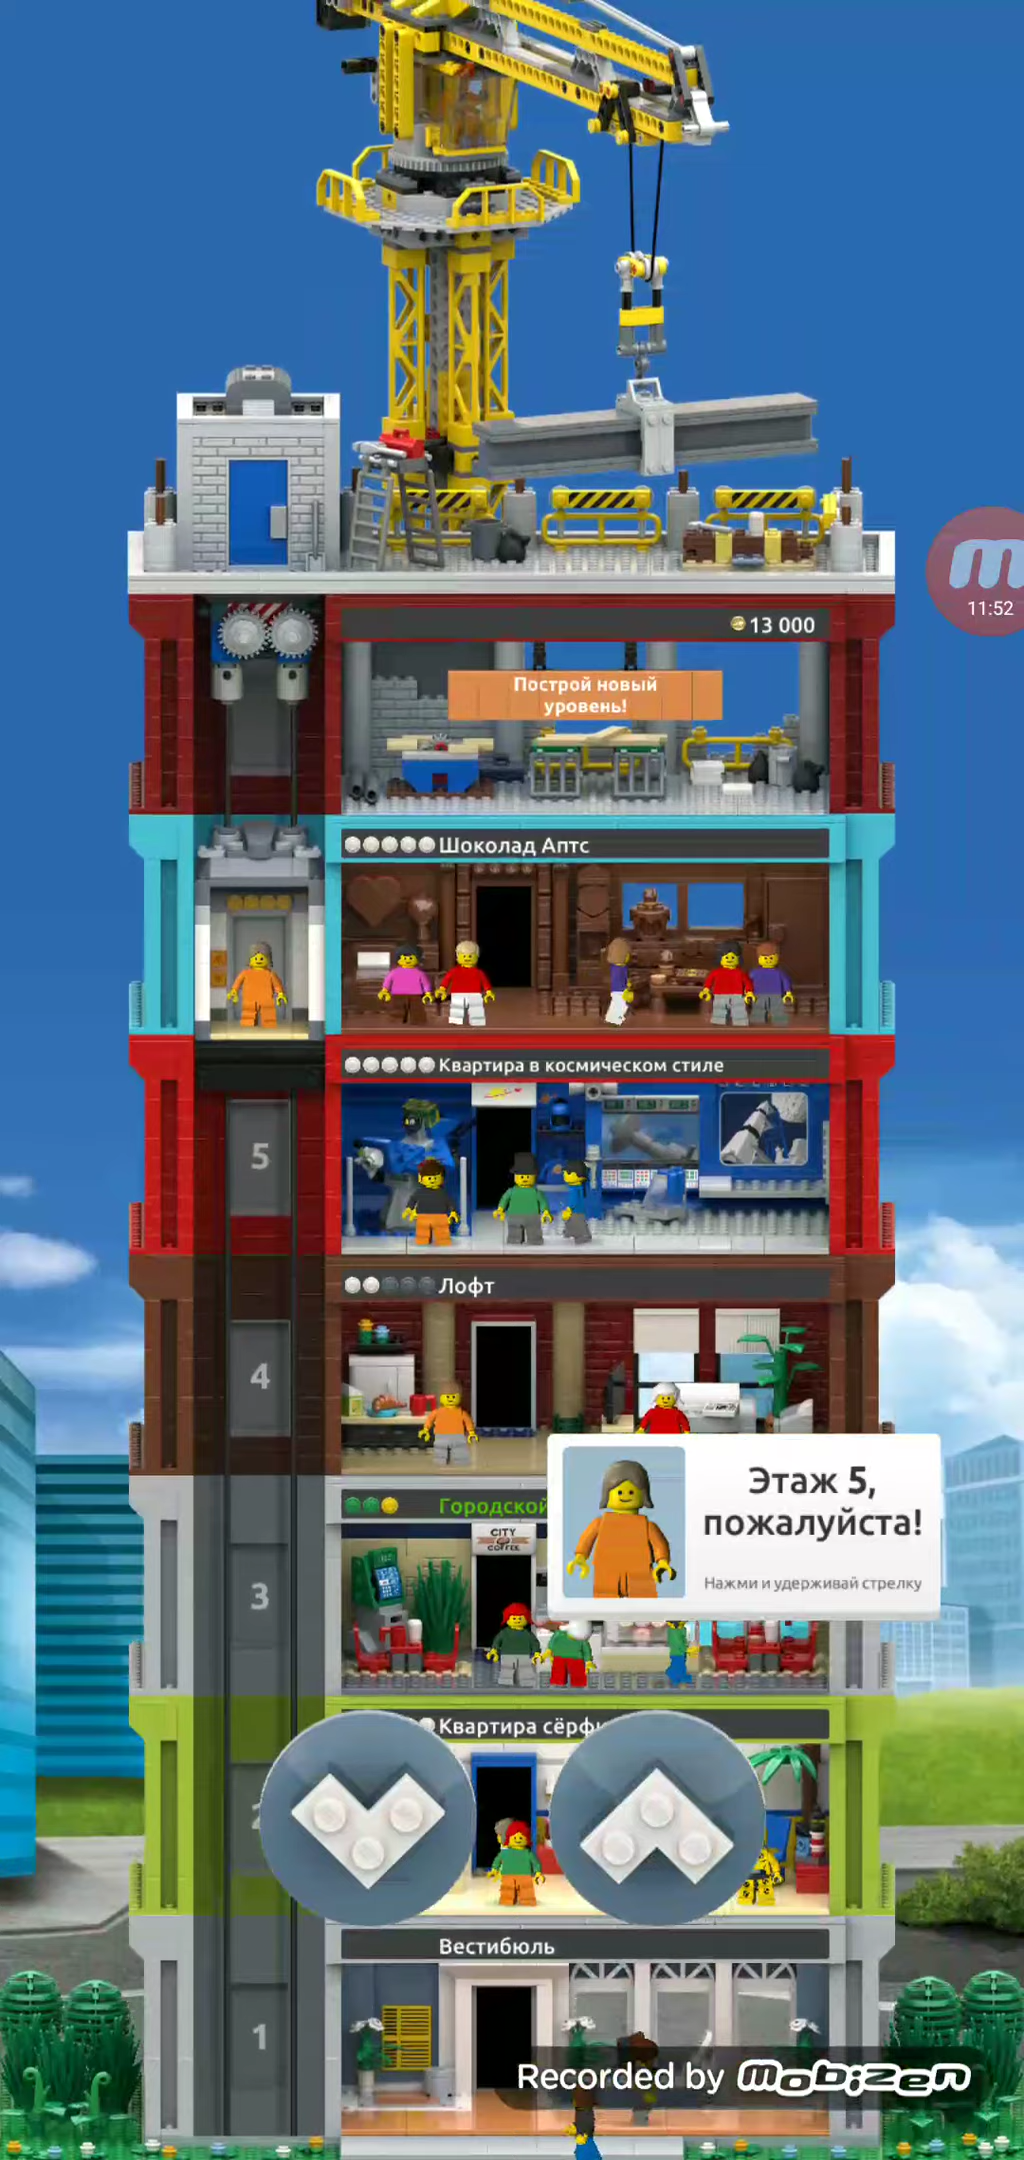 11:52
13 000
Построй новый
уровень!
Шоколад Аптс
Квартира в космическом стиле
5
Лофт
4
Этаж 5,
пожалуйста!
Нажми и удерживай стрелку
Городской
CITY
COFFEE
3
Квартира
Вестибюль
1
Recorded by mobizen